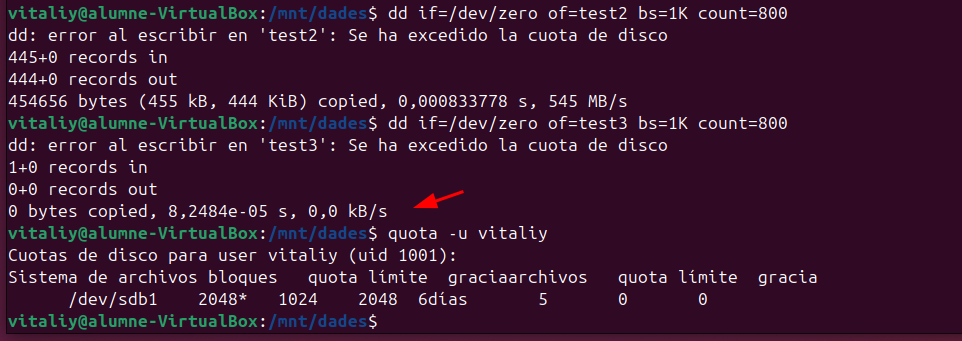 vitaliy@alumne-VirtualBox:/mnt/dades$ dd if=/dev/zero of=test2 bs=1K count=800
dd: error al escribir en 'test2': Se ha excedido la cuota de disco
445+0 records in
444+0 records out
454656 bytes (455 kB, 444 KiB) copied, 0,000833778 s, 545 MB/s
vitaliy@alumne-VirtualBox:/mnt/dades$ dd if=/dev/zero of=test3 bs=1K count=800
dd: error al escribir en 'test3': Se ha excedido la cuota de disco
1+0 records in
0+0 records out
0 bytes copied, 8,2484e-05 s, 0,0 kB/s
vitaliy@alumne-VirtualBox:/mnt/dades$ quota -u vitaliy
Cuotas de disco para user vitaliy (uid 1001):
Sistema de archivos bloques   quota límite  graciaarchivos   quota límite  gracia
      /dev/sdb1    2048*   1024    2048  6días       5       0       0
vitaliy@alumne-VirtualBox:/mnt/dades$